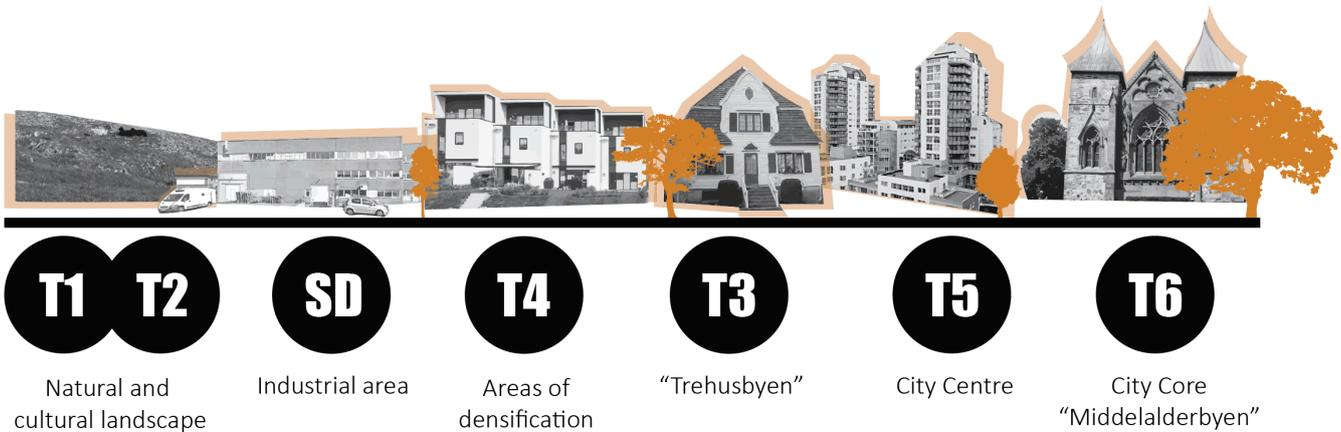 T1 T2 SD T4 T3 T5 T6
Natural and
cultural landscape
Industrial area
Areas of
densification
“Trehusbyen”
City Centre
City Core
“Middelalderbyen”